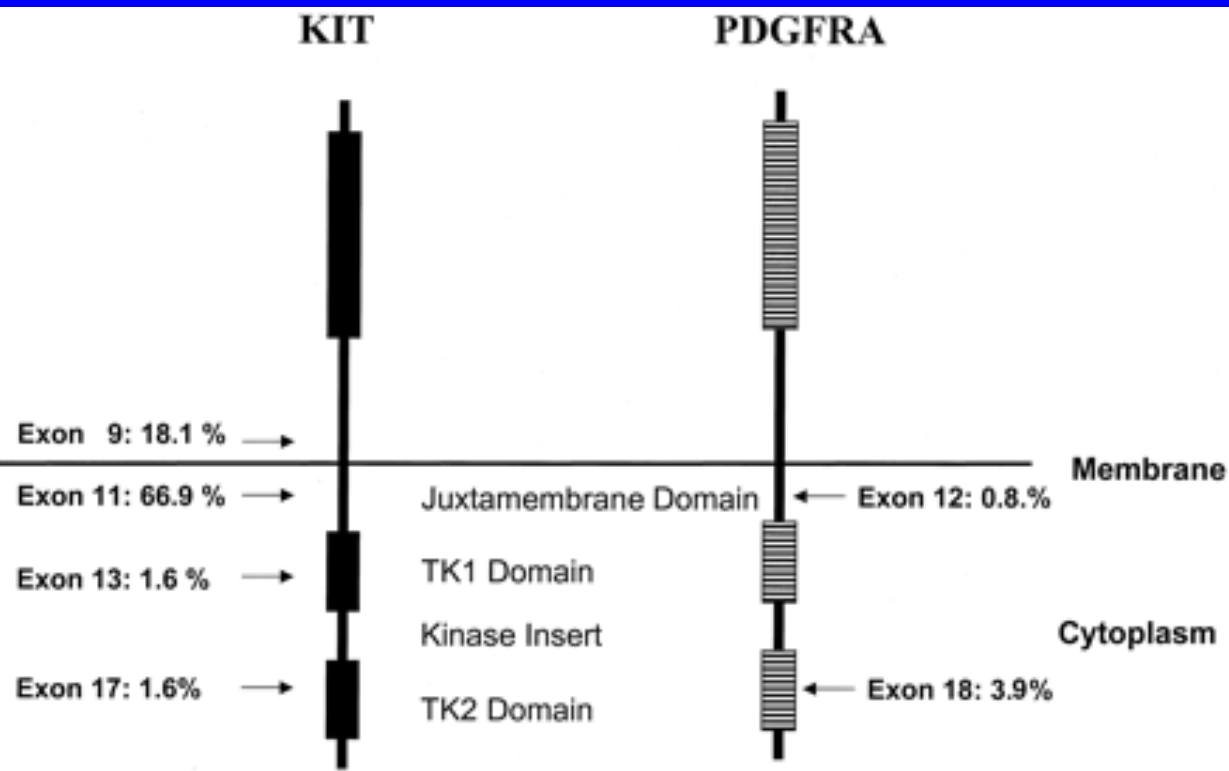 KIT
PDGFRA
Exon 9: 18.1 %
Membrane
Exon 11: 66.9 %
Juxtamembrane Domain
Exon 12: 0.8.%
Exon 13: 1.6 %
TK1 Domain
Kinase Insert
Cytoplasm
Exon 17: 1.6%
TK2 Domain
Exon 18: 3.9%